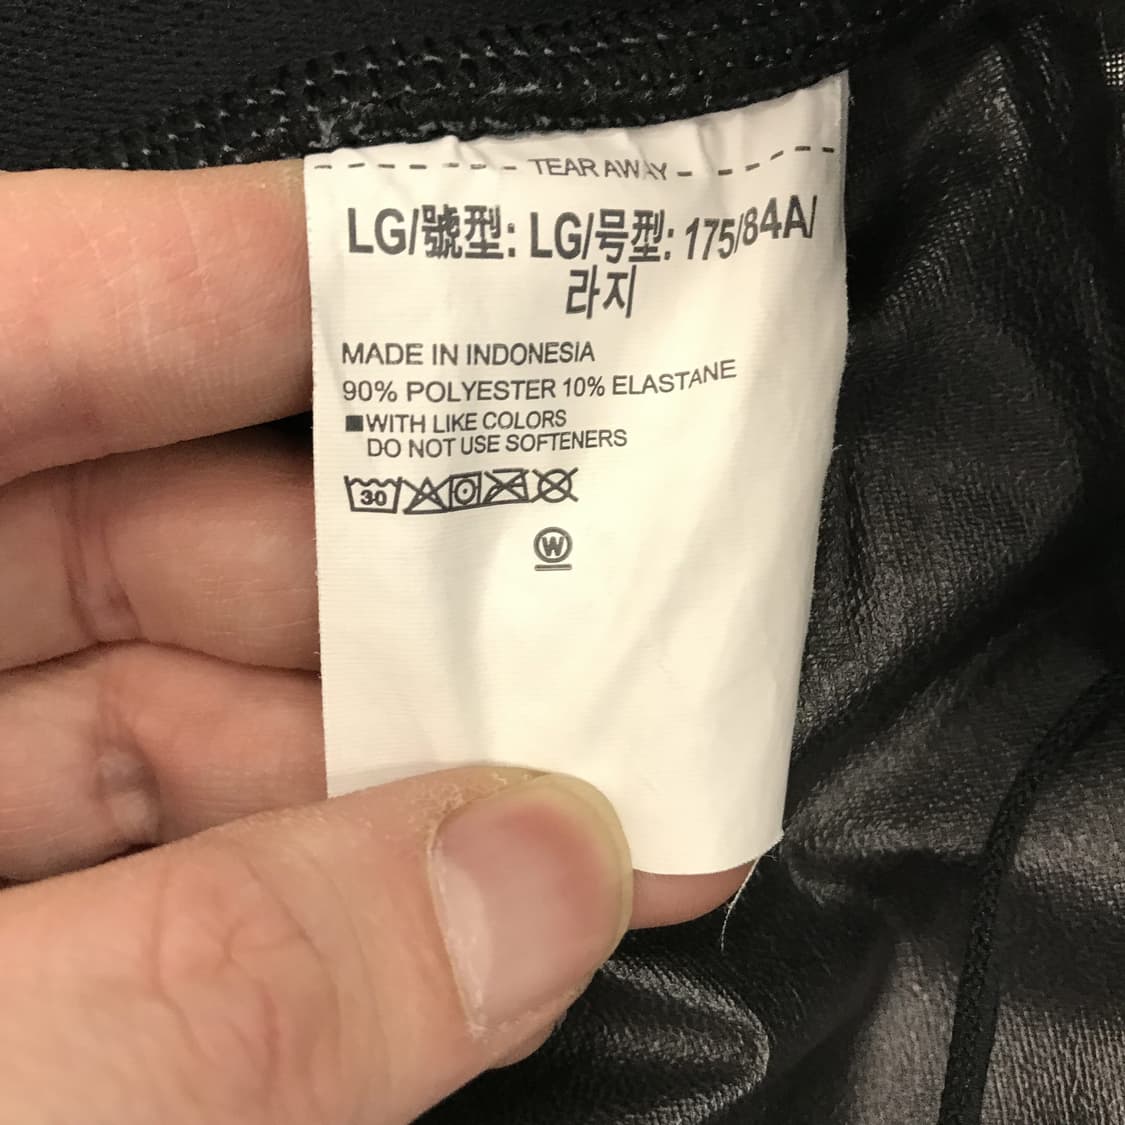 TEAR AWAY
LG/號型: LG/号型: 175/84A/
라지
MADE IN INDONESIA
90% POLYESTER 10% ELASTANE
■WITH LIKE COLORS
DO NOT USE SOFTENERS
30
W